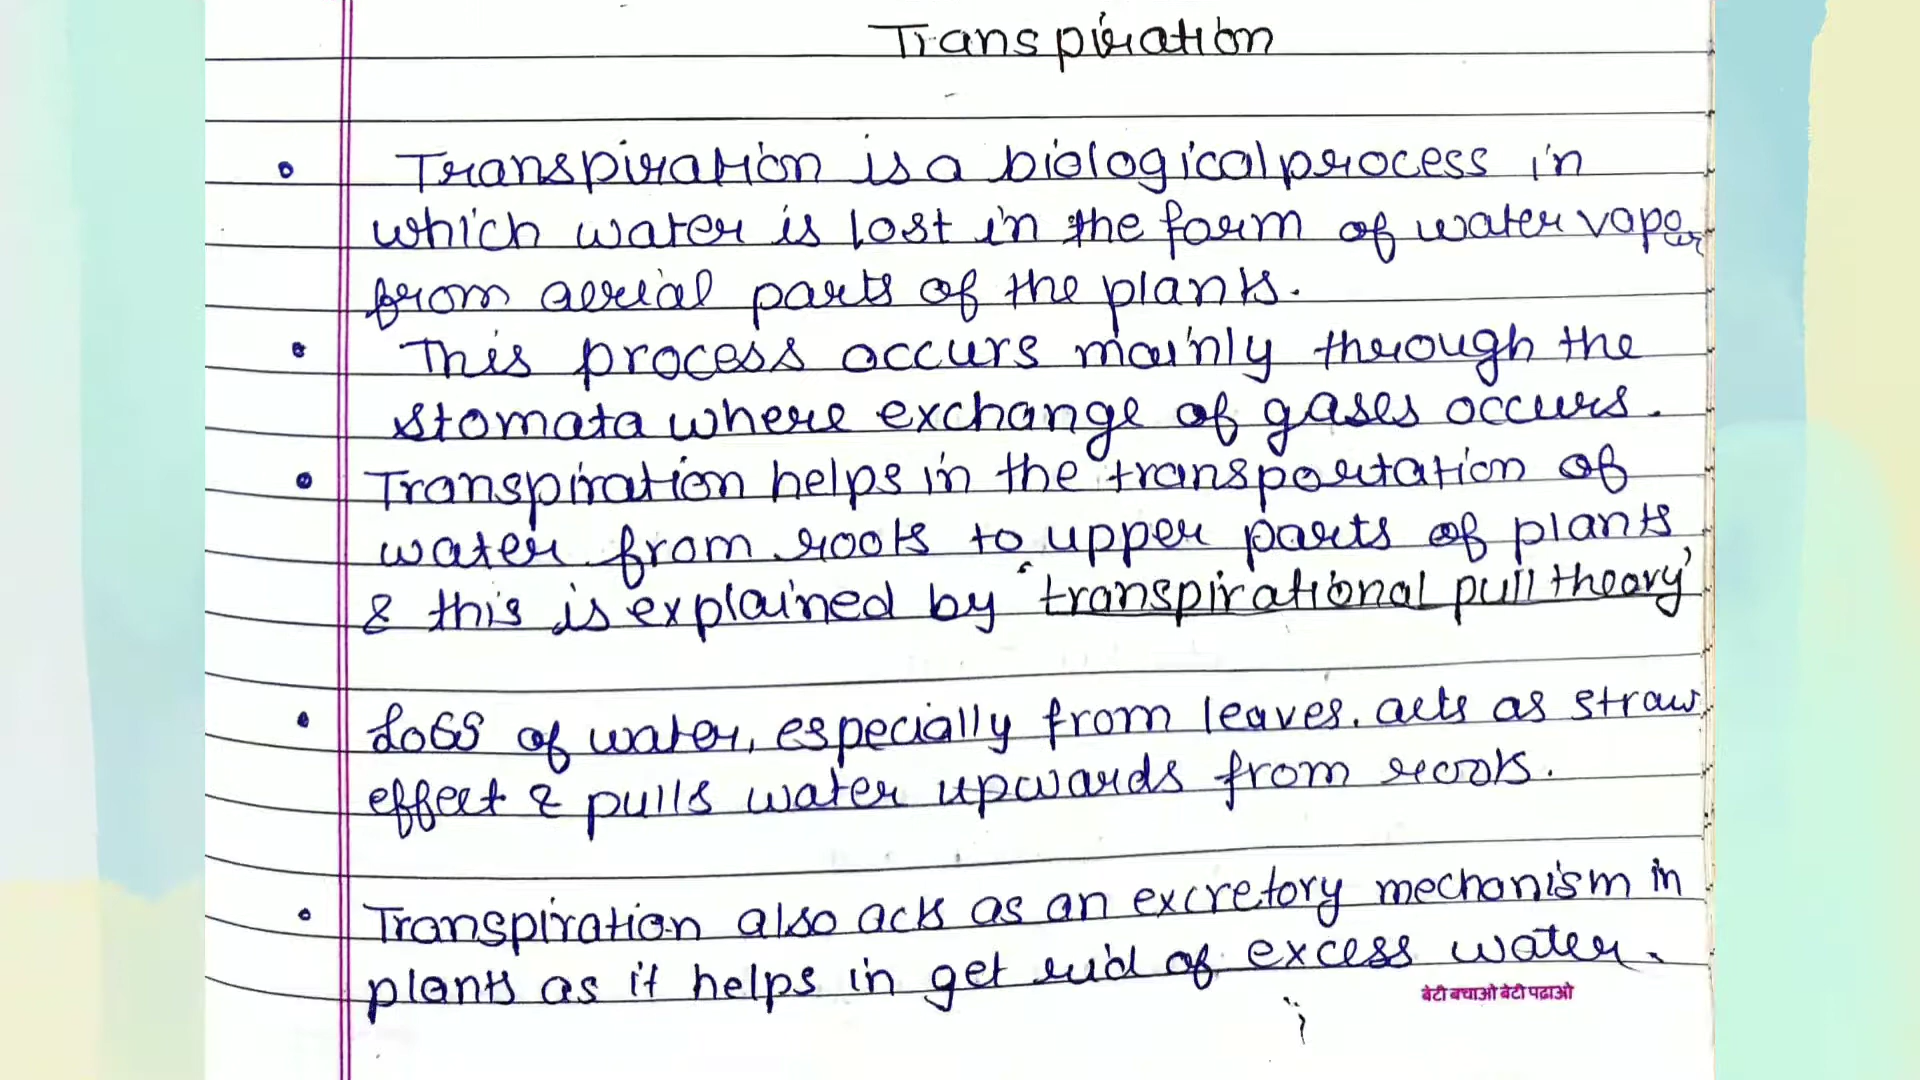 Transpiration
• Transpiration is a biological process in
which water is lost in the form of water vapor
from aerial parts of the plants.
• This process occurs mainly through the
stomata where exchange of gases occurs.
• Transpiration helps in the transportation of
water from roots to upper parts of plants
& this is explained by 'transpirational pull theory'
• Loss of water, especially from leaves. acts as straw
effect & pulls water upwards from roots.
• Transpiration also acts as an excretory mechanism in
plants as it helps in get rid of excess water.
बेटी बचाओ बेटी पढाओ